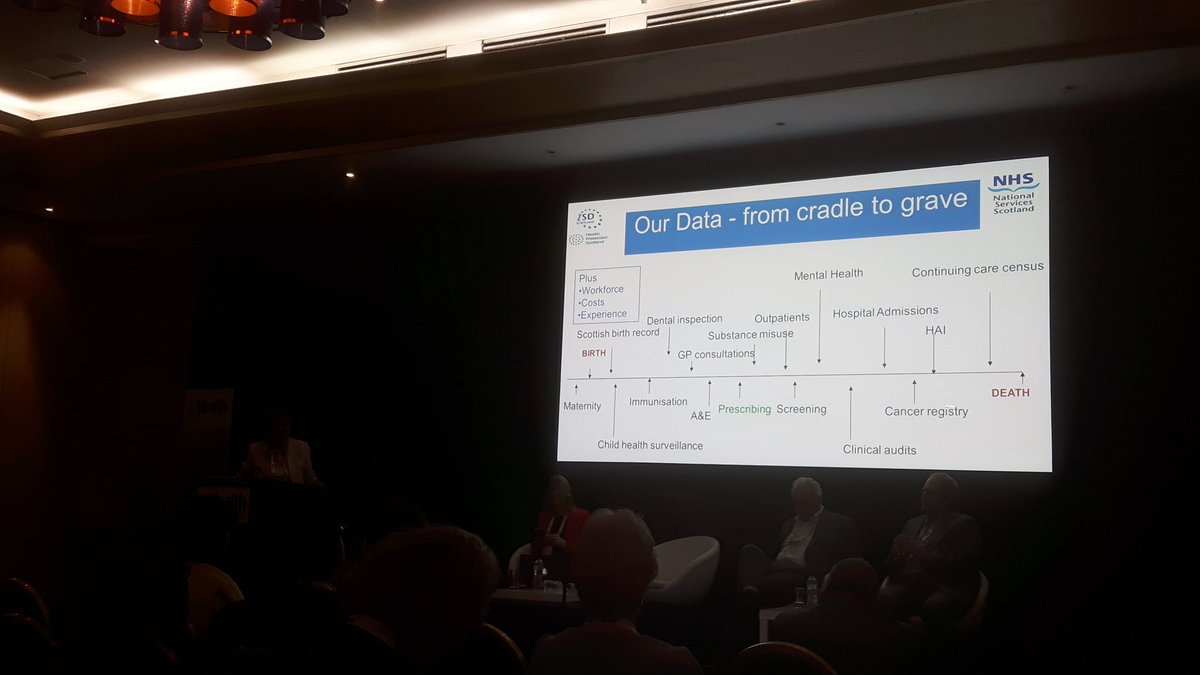 Our Data - from cradle to grave
NHS
National
Services
Scotland
ISD
Health
Protection
Scotland
Plus
•Workforce
•Costs
•Experience
Mental Health
Continuing care census
Dental inspection
Outpatients
Hospital Admissions
Scottish birth record
Substance misuse
HAI
BIRTH
GP consultations
DEATH
Maternity
Immunisation
A&E
Prescribing
Screening
Cancer registry
Child health surveillance
Clinical audits
Health